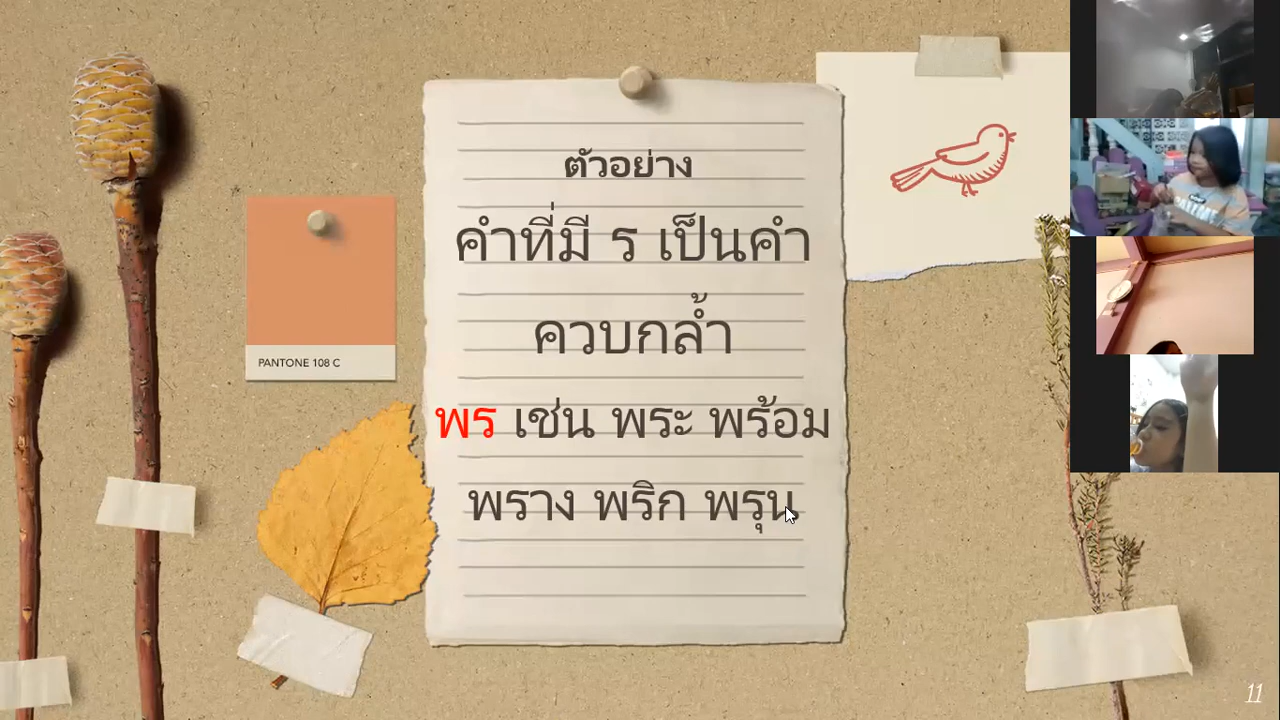 ตัวอย่าง
คำที่มี ร เป็นคำ
ควบกล้ำ
พร เช่น พระ พร้อม
พราง พริก พรุน
PANTONE 108 C
11